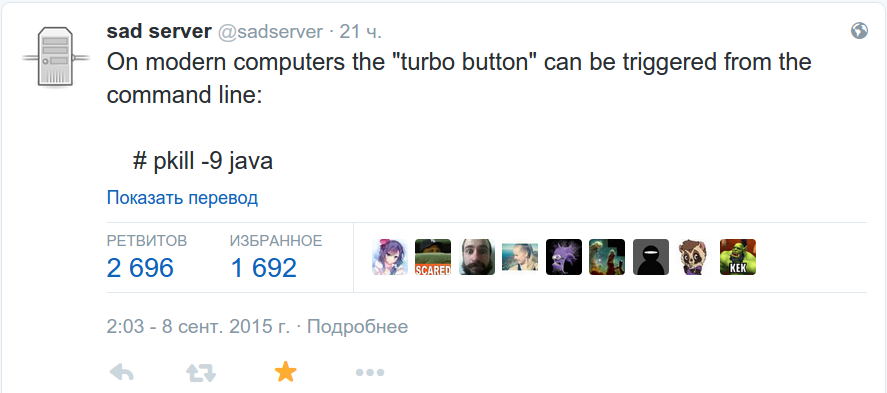 sad server @sadserver · 21 ч.
On modern computers the "turbo button" can be triggered from the
command line:
# pkill -9 java
Показать перевод
РЕТВИТОВ ИЗБРАННОЕ
2 696 1 692
SCARED
КЕК
2:03 - 8 сент. 2015 г. · Подробнее